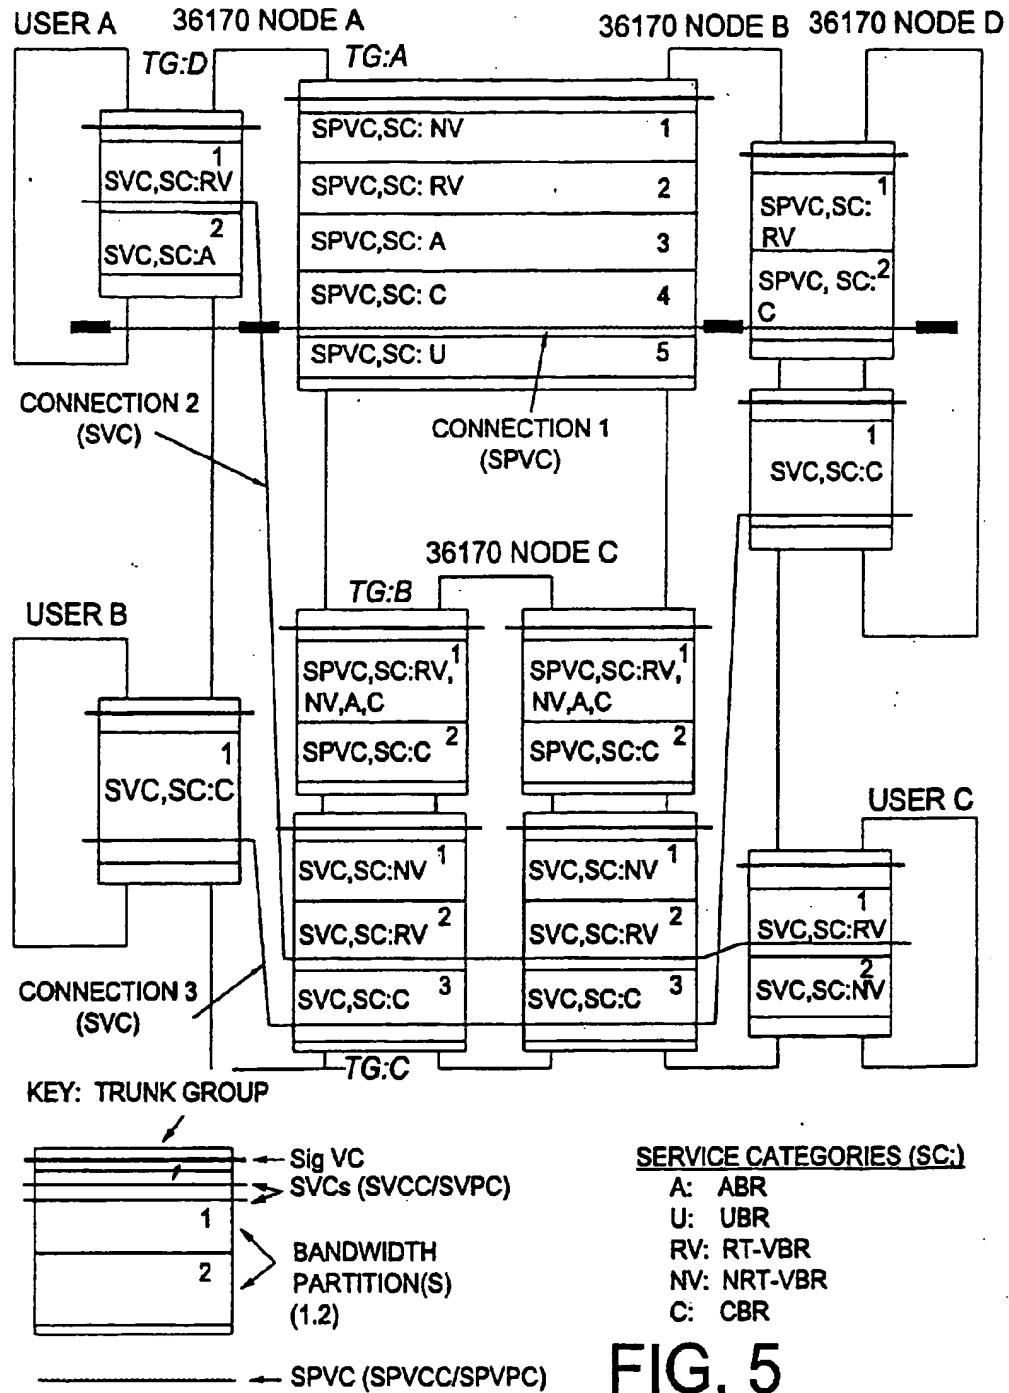 USER A
36170 NODE A
36170 NODE B
36170 NODE D
TG:D
TG:A
SPVC,SC: NV 1
SPVC,SC: RV 2
SPVC,SC: A 3
SPVC,SC: C 4
SPVC,SC: U 5
1
SVC,SC:RV
2
SVC,SC:A
1
SPVC,SC:
RV
SPVC, SC: 2
C
CONNECTION 2
(SVC)
CONNECTION 1
(SPVC)
1
SVC,SC:C
36170 NODE C
TG:B
USER B
SPVC,SC:RV, 1
NV,A,C
SPVC,SC:C 2
SPVC,SC:RV, 1
NV,A,C
SPVC,SC:C 2
1
SVC,SC:C
USER C
SVC,SC:NV 1
SVC,SC:RV 2
SVC,SC:C 3
SVC,SC:NV 1
SVC,SC:RV 2
SVC,SC:C 3
1
SVC,SC:RV
2
SVC,SC:NV
CONNECTION 3
(SVC)
TG:C
KEY: TRUNK GROUP
Sig VC
SVCs (SVCC/SVPC)
1
2
BANDWIDTH
PARTITION(S)
(1.2)
SPVC (SPVCC/SPVPC)
SERVICE CATEGORIES (SC:)
A: ABR
U: UBR
RV: RT-VBR
NV: NRT-VBR
C: CBR
FIG. 5